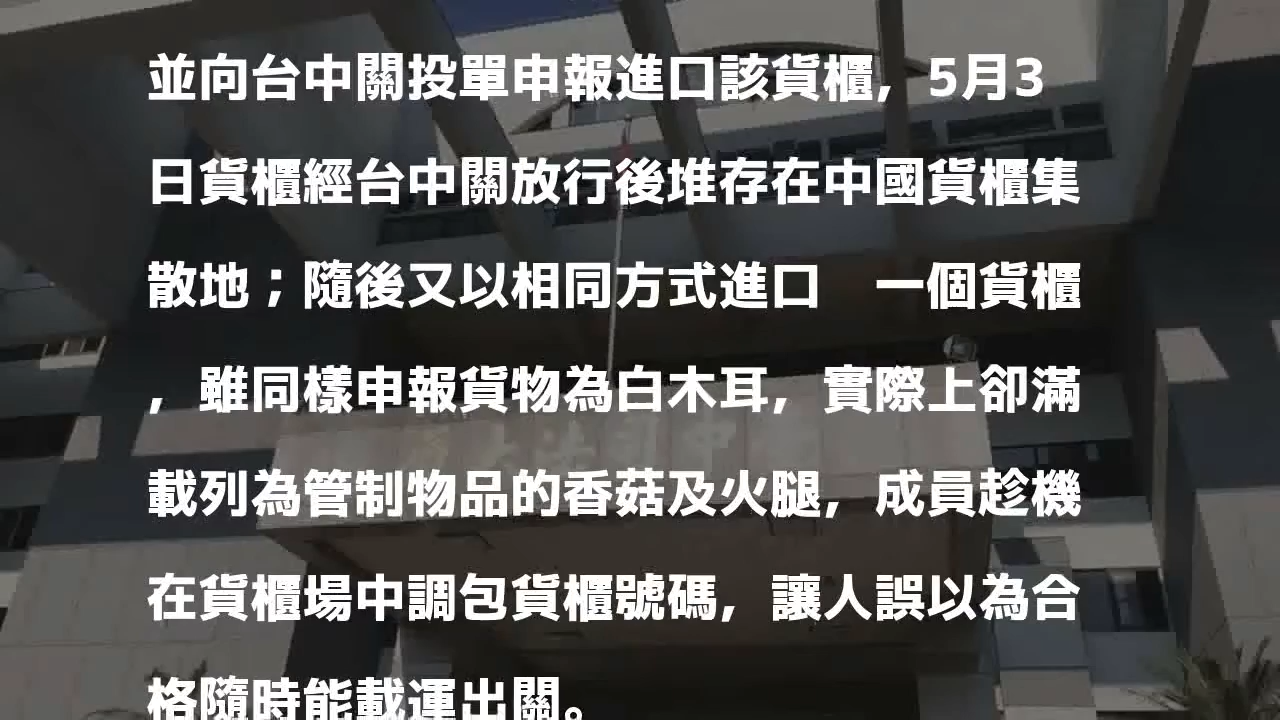 並向台中關投單申報進口該貨櫃，5月3
日貨櫃經台中關放行後堆存在中國貨櫃集
散地；隨後又以相同方式進口　一個貨櫃
，雖同樣申報貨物為白木耳，實際上卻滿
載列為管制物品的香菇及火腿，成員趁機
在貨櫃場中調包貨櫃號碼，讓人誤以為合
格隨時能載運出關。